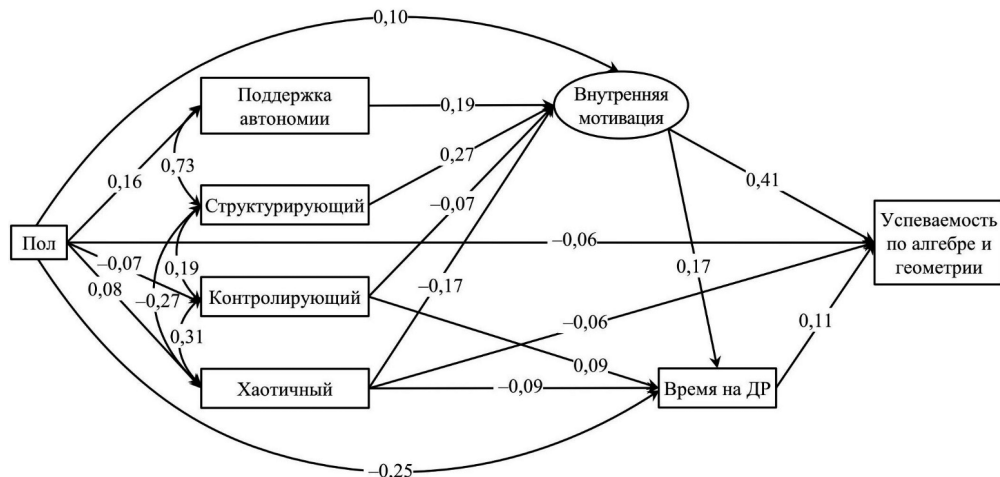 0,10
Поддержка
автономии
0,19
Внутренняя
мотивация
0,73
0,16
0,27
0,41
Структурирующий
–0,07
Успеваемость
по алгебре и
геометрии
Пол
–0,06
–0,07
0,19
0,17
0,08
–0,27
Контролирующий
–0,17
0,31
–0,06
0,11
0,09
Хаотичный
–0,09
Время на ДР
–0,25